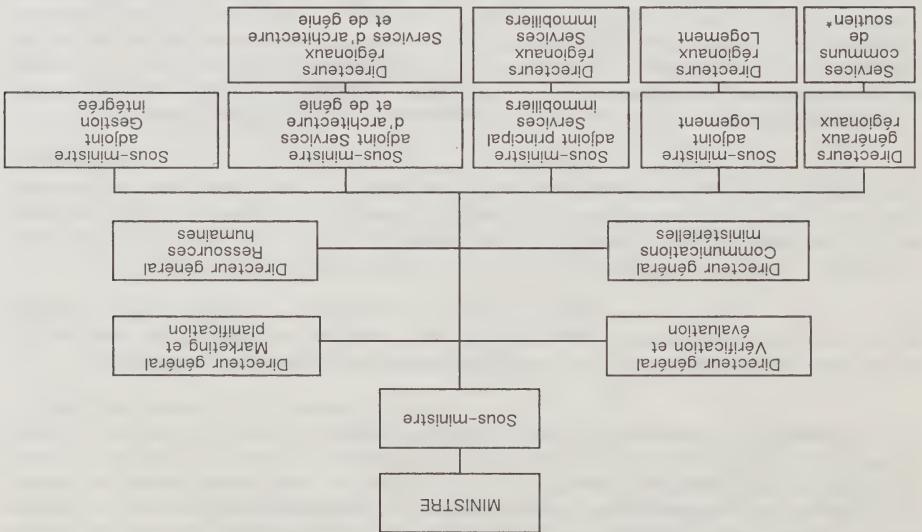 MINISTRE
Sous-ministre
Directeur général
Vérification et
évaluation
Directeur général
Marketing et
planification
Directeur général
Communications
ministérielles
Directeur général
Ressources
humaines
Directeurs
généraux
régionaux
Sous-ministre
adjoint
Logement
Sous-ministre
adjoint principal
Services
immobiliers
Sous-ministre
adjoint Services
d'architecture
et de génie
Sous-ministre
adjoint
Gestion
intégrée
Services
communs
de
soutien*
Directeurs
régionaux
Logement
Directeurs
régionaux
Services
immobiliers
Directeurs
régionaux
Services d'architecture
et de génie